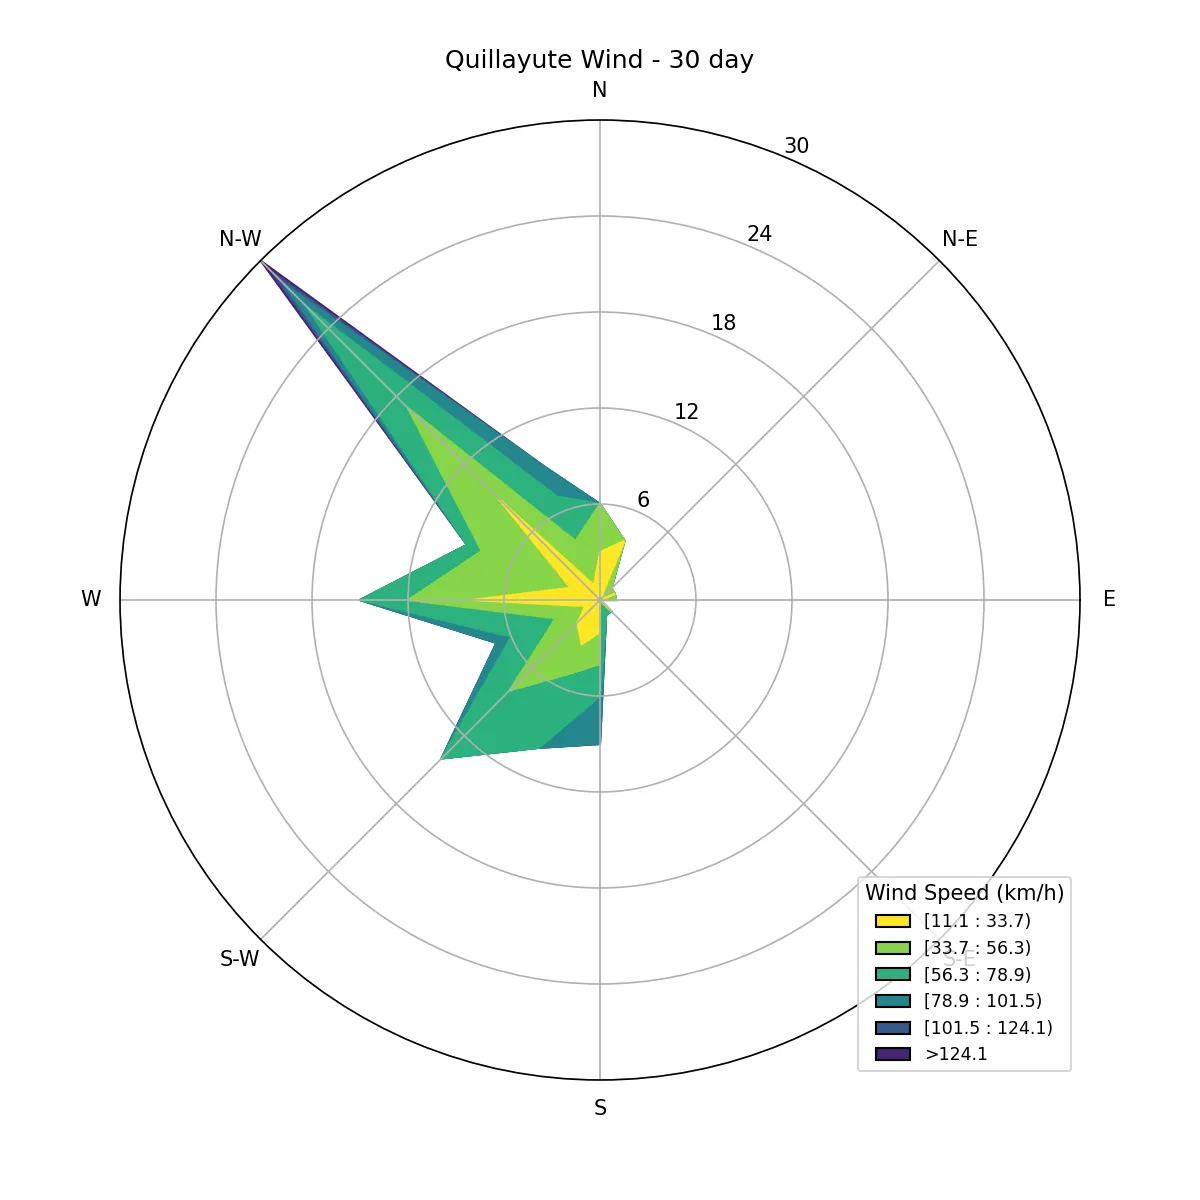 Quillayute Wind - 30 day
N
30
N-W
24
N-E
18
12
6
W
E
S-W
S-E
S
Wind Speed (km/h)
[11.1 : 33.7)
[33.7 : 56.3)
[56.3 : 78.9)
[78.9 : 101.5)
[101.5 : 124.1)
>124.1